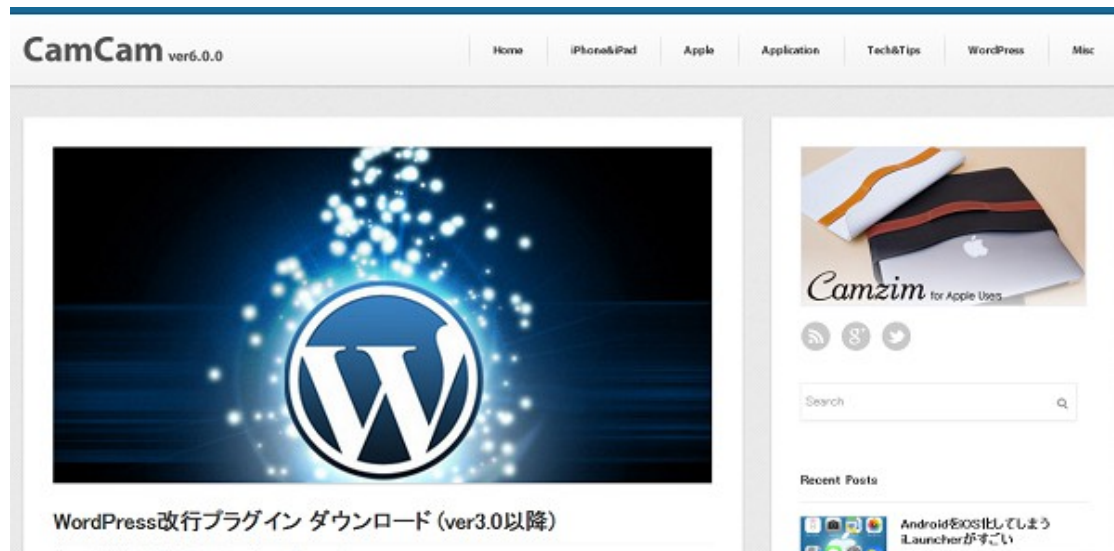 CamCam ver6.0.0
Home iPhone&iPad Apple Application Tech&Tips WordPress Misc
WordPress改行プラグイン ダウンロード (ver3.0以降)
Camzim for Apple Users
Search
Recent Posts
AndroidをiOS化してしまう
iLauncherがすごい